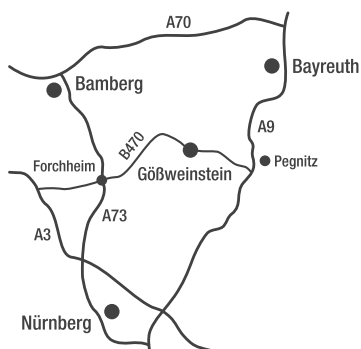 A70
Bayreuth
Bamberg
A9
B470
Forchheim
Pegnitz
Gößweinstein
A73
A3
Nürnberg